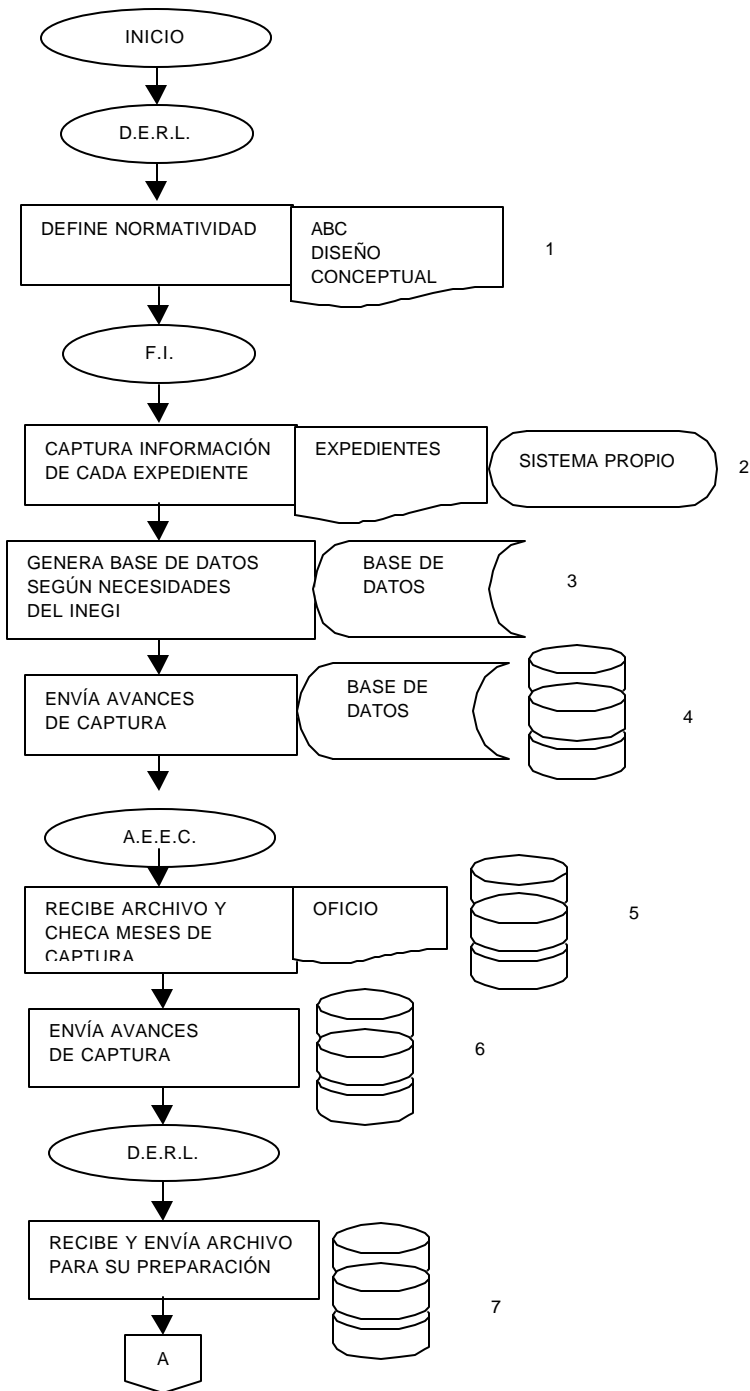 INICIO
D.E.R.L.
DEFINE NORMATIVIDAD
ABC
DISEÑO
CONCEPTUAL
1
F.I.
CAPTURA INFORMACIÓN
DE CADA EXPEDIENTE
EXPEDIENTES
SISTEMA PROPIO
2
GENERA BASE DE DATOS
SEGÚN NECESIDADES
DEL INEGI
BASE DE
DATOS
3
ENVÍA AVANCES
DE CAPTURA
BASE DE
DATOS
4
A.E.E.C.
RECIBE ARCHIVO Y
CHECA MESES DE
CAPTURA
OFICIO
5
ENVÍA AVANCES
DE CAPTURA
6
D.E.R.L.
RECIBE Y ENVÍA ARCHIVO
PARA SU PREPARACIÓN
7
A